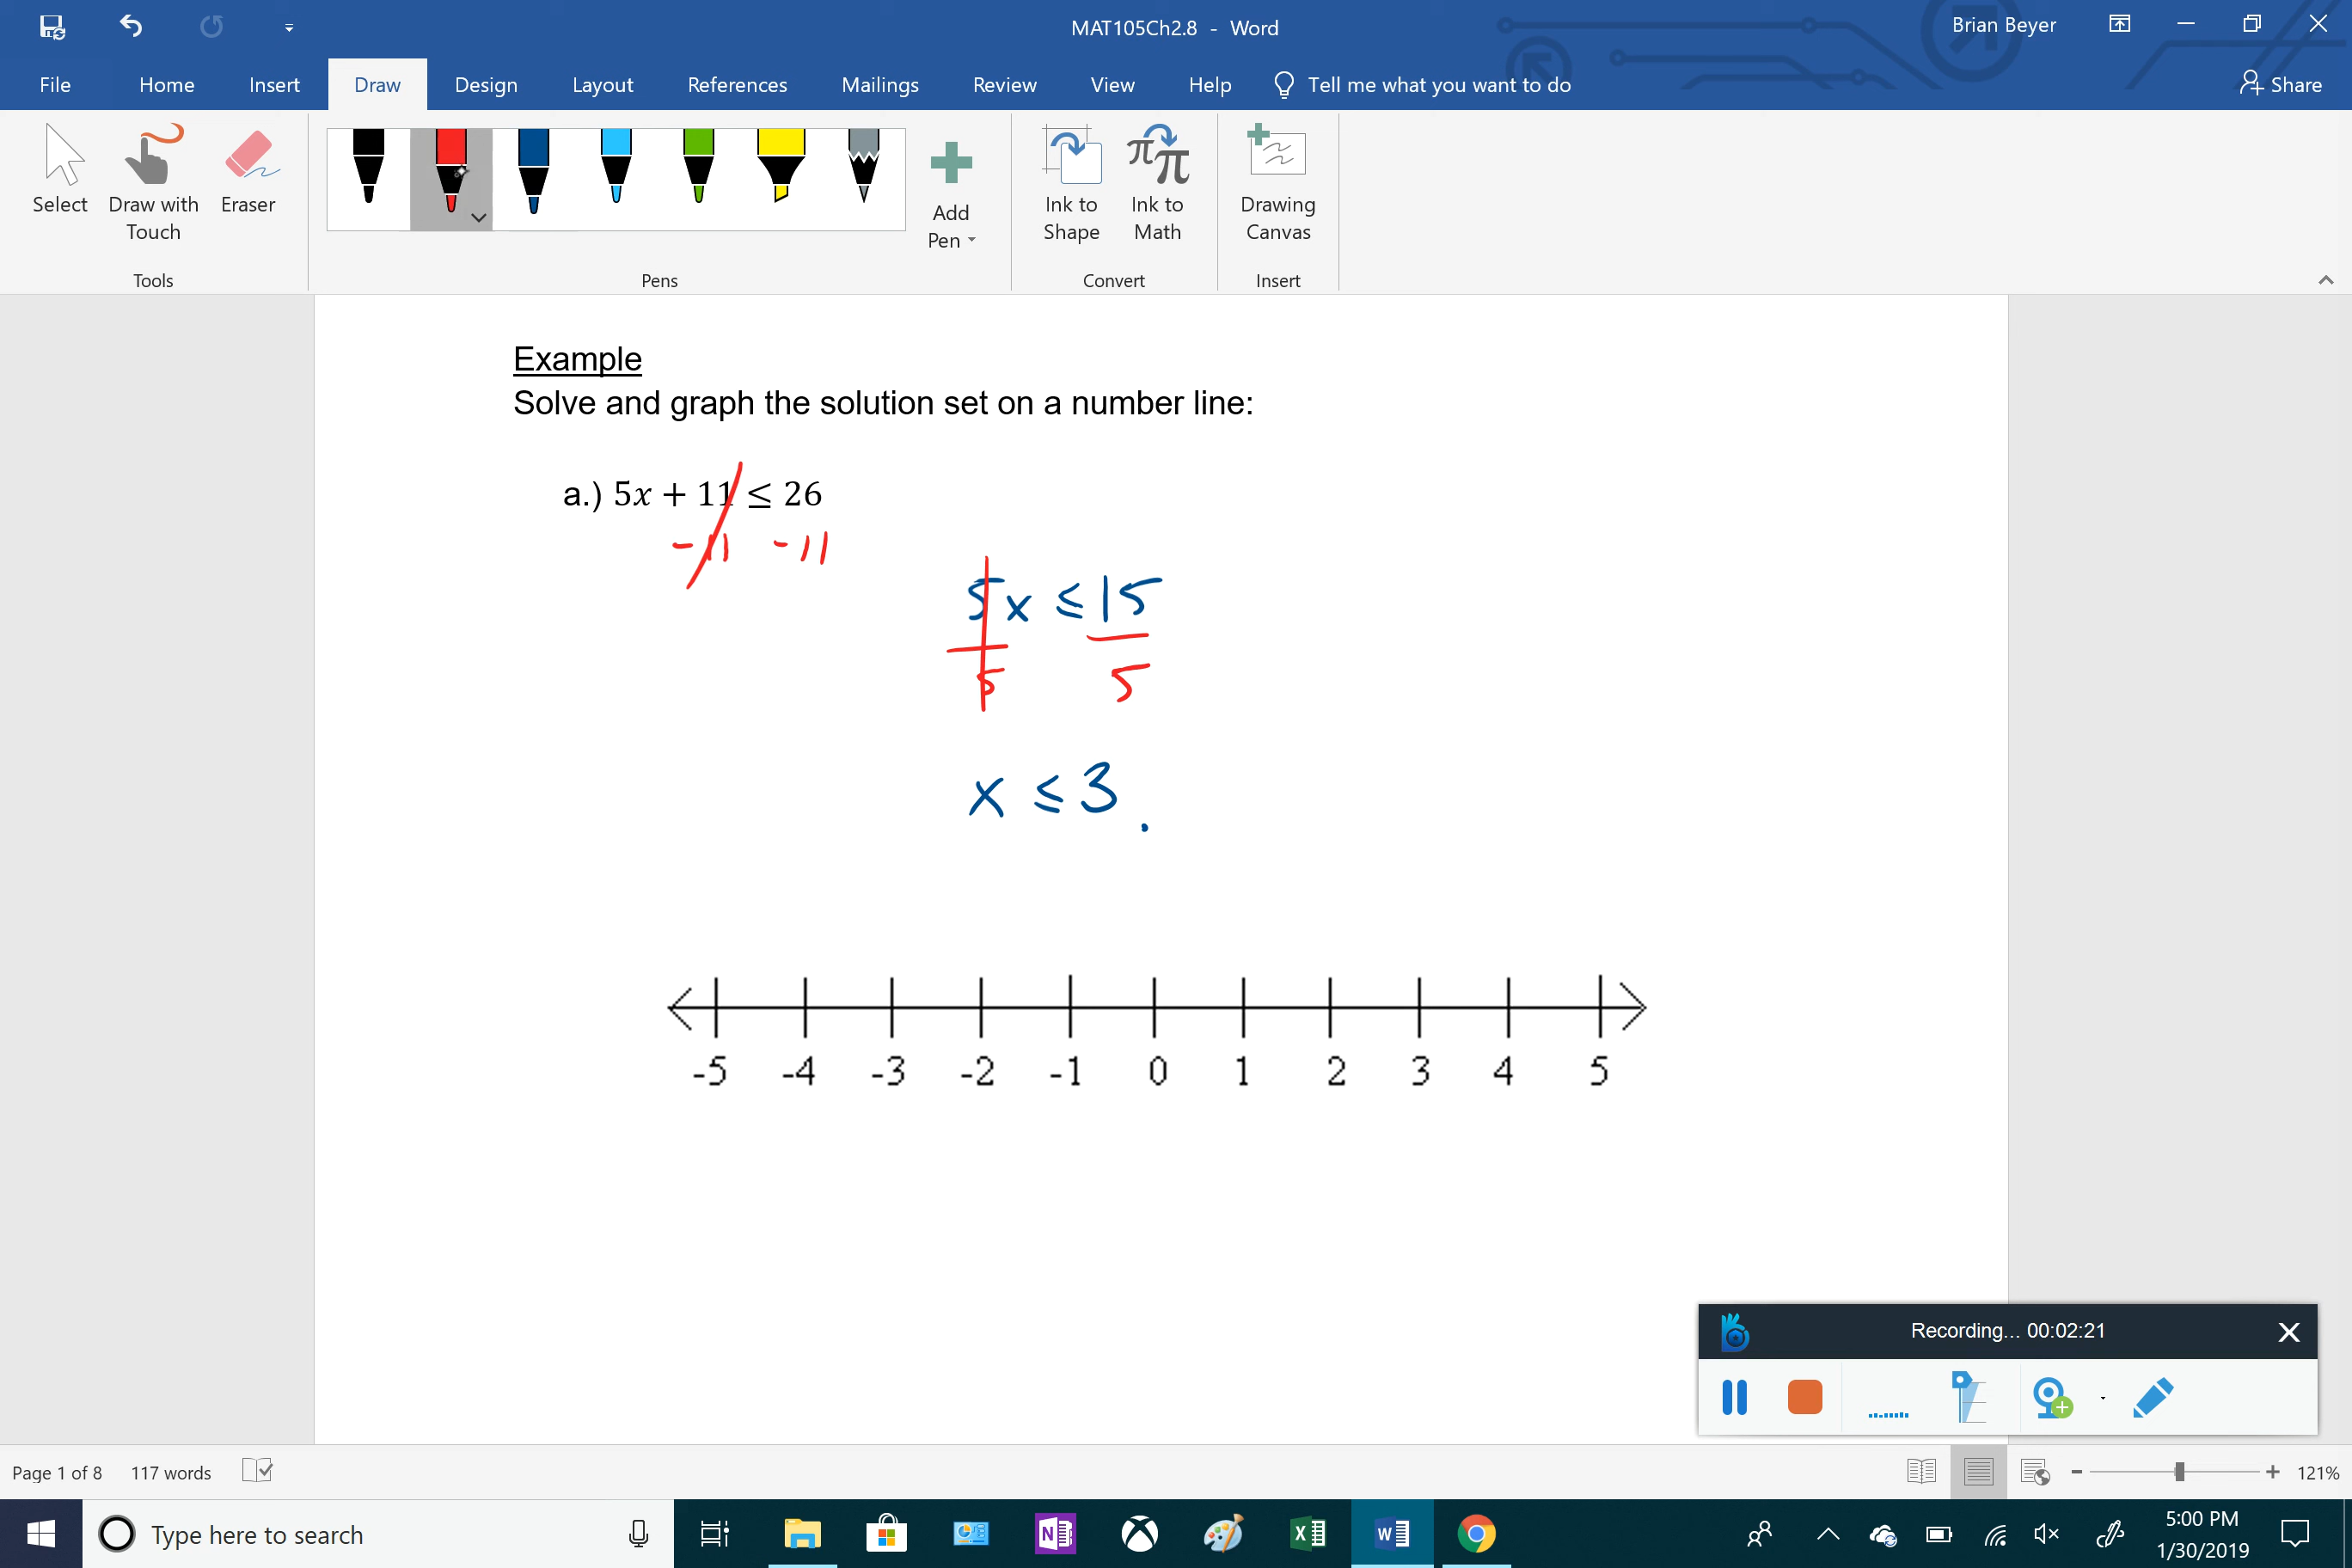 MAT105Ch2.8 - Word
Brian Beyer
File Home Insert Draw Design Layout References Mailings Review View Help Tell me what you want to do Share
Select Draw with Touch Eraser
Add Pen
Ink to Shape Ink to Math
Drawing Canvas
Tools Pens Convert Insert
Example
Solve and graph the solution set on a number line:
a.) 5x + 11 ≤ 26
-11 -11
5x ≤ 15
5 5
x ≤ 3 .
-5 -4 -3 -2 -1 0 1 2 3 4 5
Recording... 00:02:21
Page 1 of 8 117 words 121%
Type here to search
5:00 PM
1/30/2019